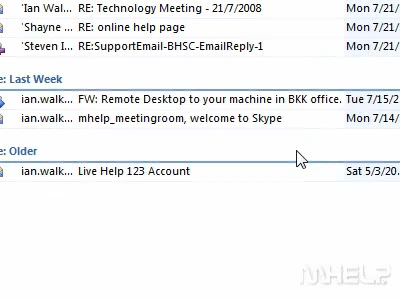 'Ian Wal... RE: Technology Meeting - 21/7/2008 Mon 7/21/
'Shayne ... RE: online help page Mon 7/21/
'Steven I... RE:SupportEmail-BHSC-EmailReply-1 Mon 7/21/
e: Last Week
ian.walk... FW: Remote Desktop to your machine in BKK office. Tue 7/15/2
ian.walk... mhelp_meetingroom, welcome to Skype Mon 7/14/
e: Older
ian.walk... Live Help 123 Account Sat 5/3/20..
MHELP